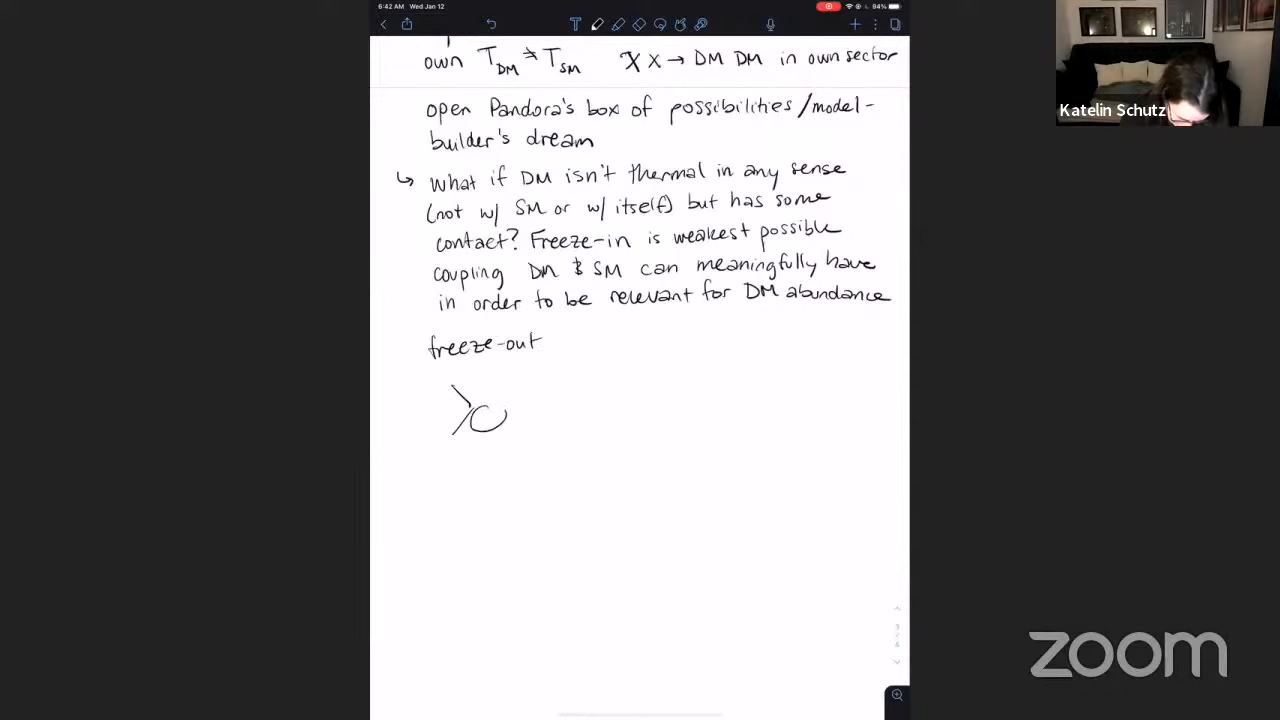 6:42 AM Wed Jan 12
94%
own T_DM ≠ T_SM XX → DM DM in own sector
open Pandora's box of possibilities/model-
builder's dream
↳ What if DM isn't thermal in any sense
(not w/ SM or w/ itself) but has some
contact? Freeze-in is weakest possible
coupling DM & SM can meaningfully have
in order to be relevant for DM abundance
freeze-out
Katelin Schutz
zoom